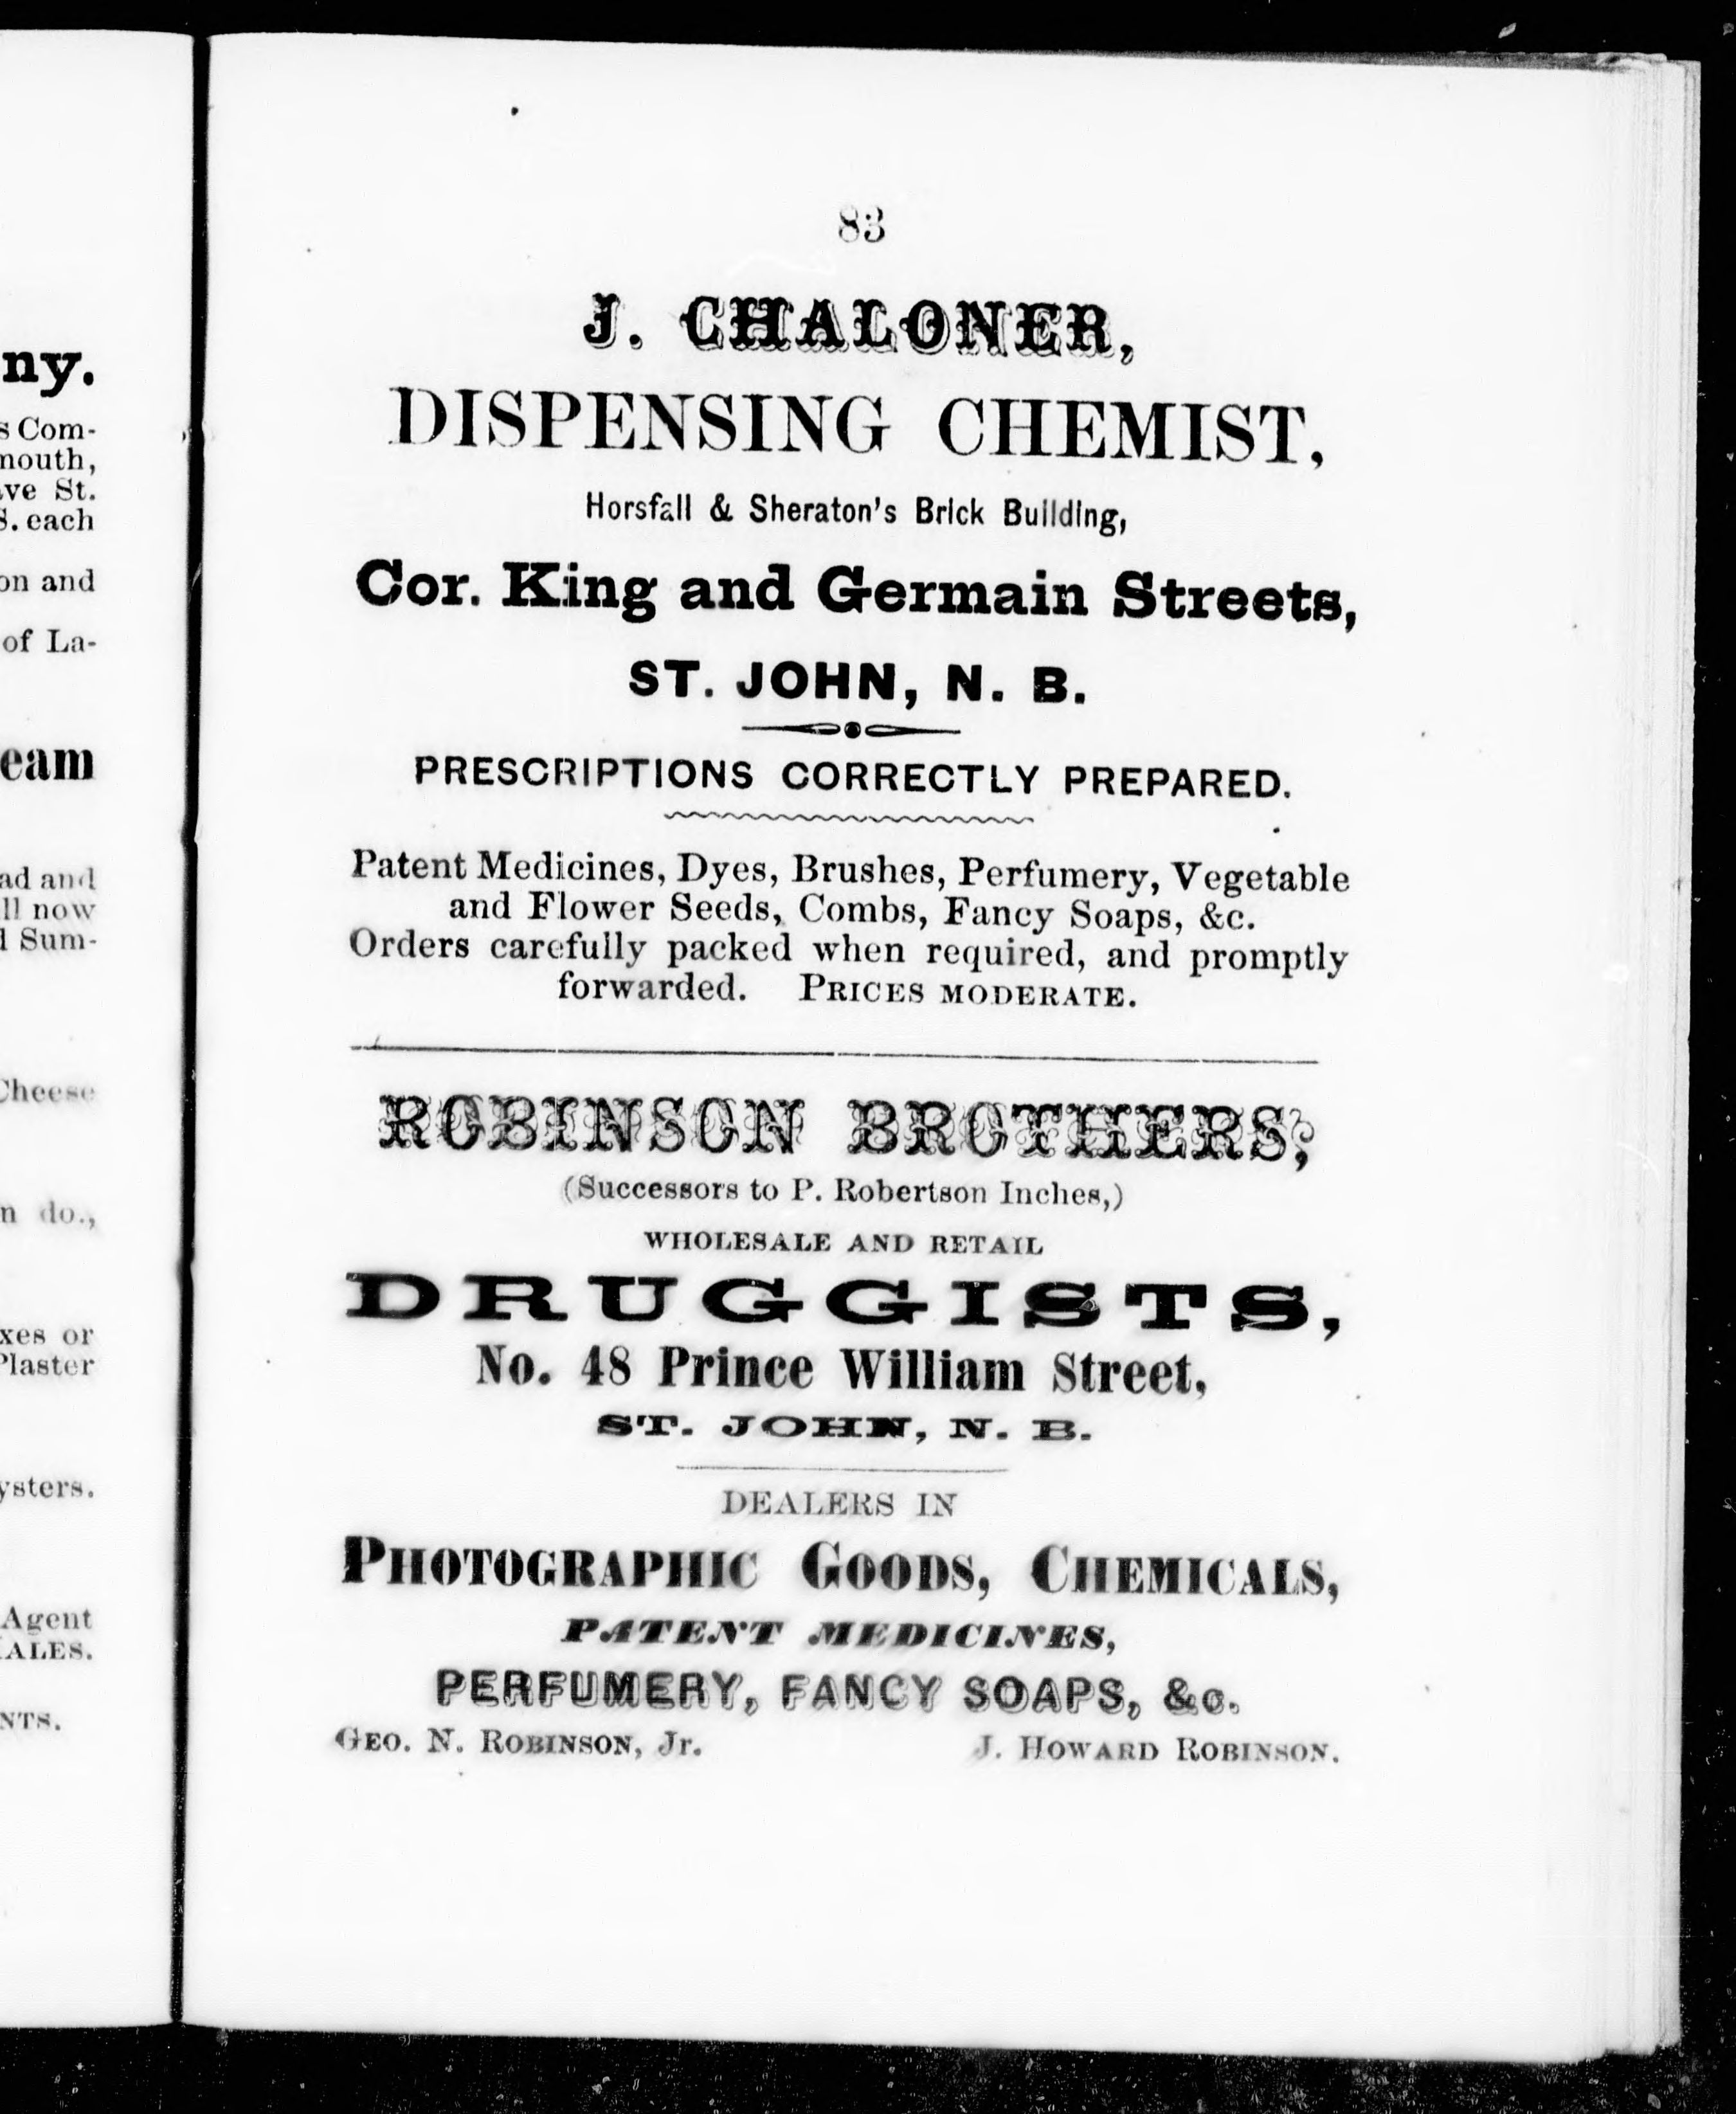 ny.
s Com-
mouth,
ve St.
S. each
on and
of La-
eam
ad and
ll now
d Sum-
Cheese
n do.,
xes or
Plaster
ysters.
Agent
HALES.
NTS.
83
J. CHALONER,
DISPENSING CHEMIST,
Horsfall & Sheraton's Brick Building,
Cor. King and Germain Streets,
ST. JOHN, N. B.
PRESCRIPTIONS CORRECTLY PREPARED.
Patent Medicines, Dyes, Brushes, Perfumery, Vegetable
and Flower Seeds, Combs, Fancy Soaps, &c.
Orders carefully packed when required, and promptly
forwarded. PRICES MODERATE.
ROBINSON BROTHERS,
(Successors to P. Robertson Inches,)
WHOLESALE AND RETAIL
DRUGGISTS,
No. 48 Prince William Street,
ST. JOHN, N. B.
DEALERS IN
PHOTOGRAPHIC GOODS, CHEMICALS,
PATENT MEDICINES,
PERFUMERY, FANCY SOAPS, &c.
GEO. N. ROBINSON, Jr. J. HOWARD ROBINSON.